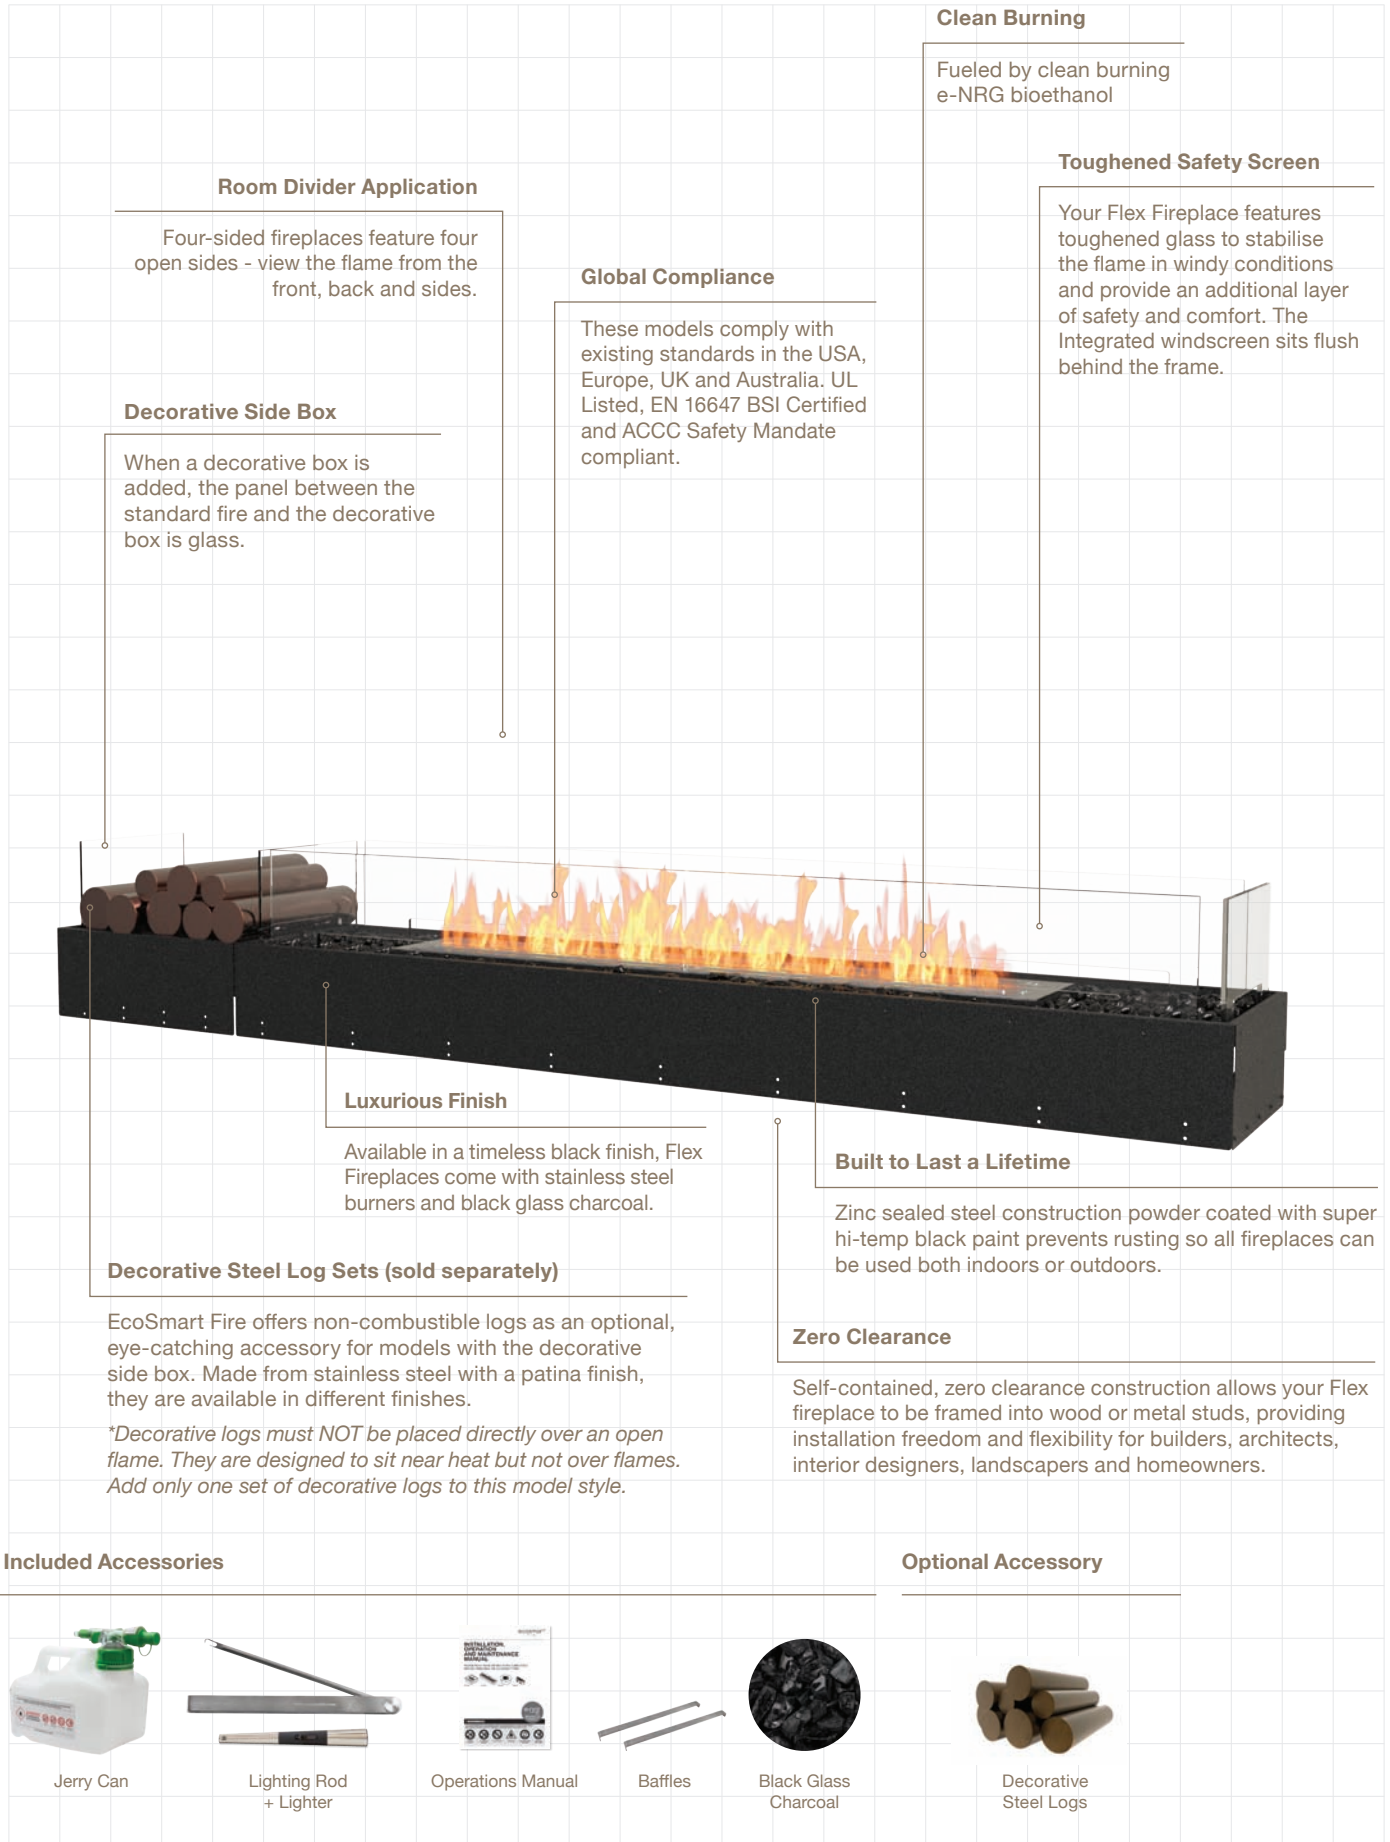 Clean Burning
Fueled by clean burning
e-NRG bioethanol
Toughened Safety Screen
Your Flex Fireplace features
toughened glass to stabilise
the flame in windy conditions
and provide an additional layer
of safety and comfort. The
Integrated windscreen sits flush
behind the frame.
Room Divider Application
Four-sided fireplaces feature four
open sides - view the flame from the
front, back and sides.
Global Compliance
These models comply with
existing standards in the USA,
Europe, UK and Australia. UL
Listed, EN 16647 BSI Certified
and ACCC Safety Mandate
compliant.
Decorative Side Box
When a decorative box is
added, the panel between the
standard fire and the decorative
box is glass.
Luxurious Finish
Available in a timeless black finish, Flex
Fireplaces come with stainless steel
burners and black glass charcoal.
Built to Last a Lifetime
Zinc sealed steel construction powder coated with super
hi-temp black paint prevents rusting so all fireplaces can
be used both indoors or outdoors.
Decorative Steel Log Sets (sold separately)
EcoSmart Fire offers non-combustible logs as an optional,
eye-catching accessory for models with the decorative
side box. Made from stainless steel with a patina finish,
they are available in different finishes.
*Decorative logs must NOT be placed directly over an open
flame. They are designed to sit near heat but not over flames.
Add only one set of decorative logs to this model style.
Zero Clearance
Self-contained, zero clearance construction allows your Flex
fireplace to be framed into wood or metal studs, providing
installation freedom and flexibility for builders, architects,
interior designers, landscapers and homeowners.
Included Accessories
Optional Accessory
ecosmart
INSTALLATION,
OPERATION
AND MAINTENANCE
MANUAL
Jerry Can
Lighting Rod
+ Lighter
Operations Manual
Baffles
Black Glass
Charcoal
Decorative
Steel Logs